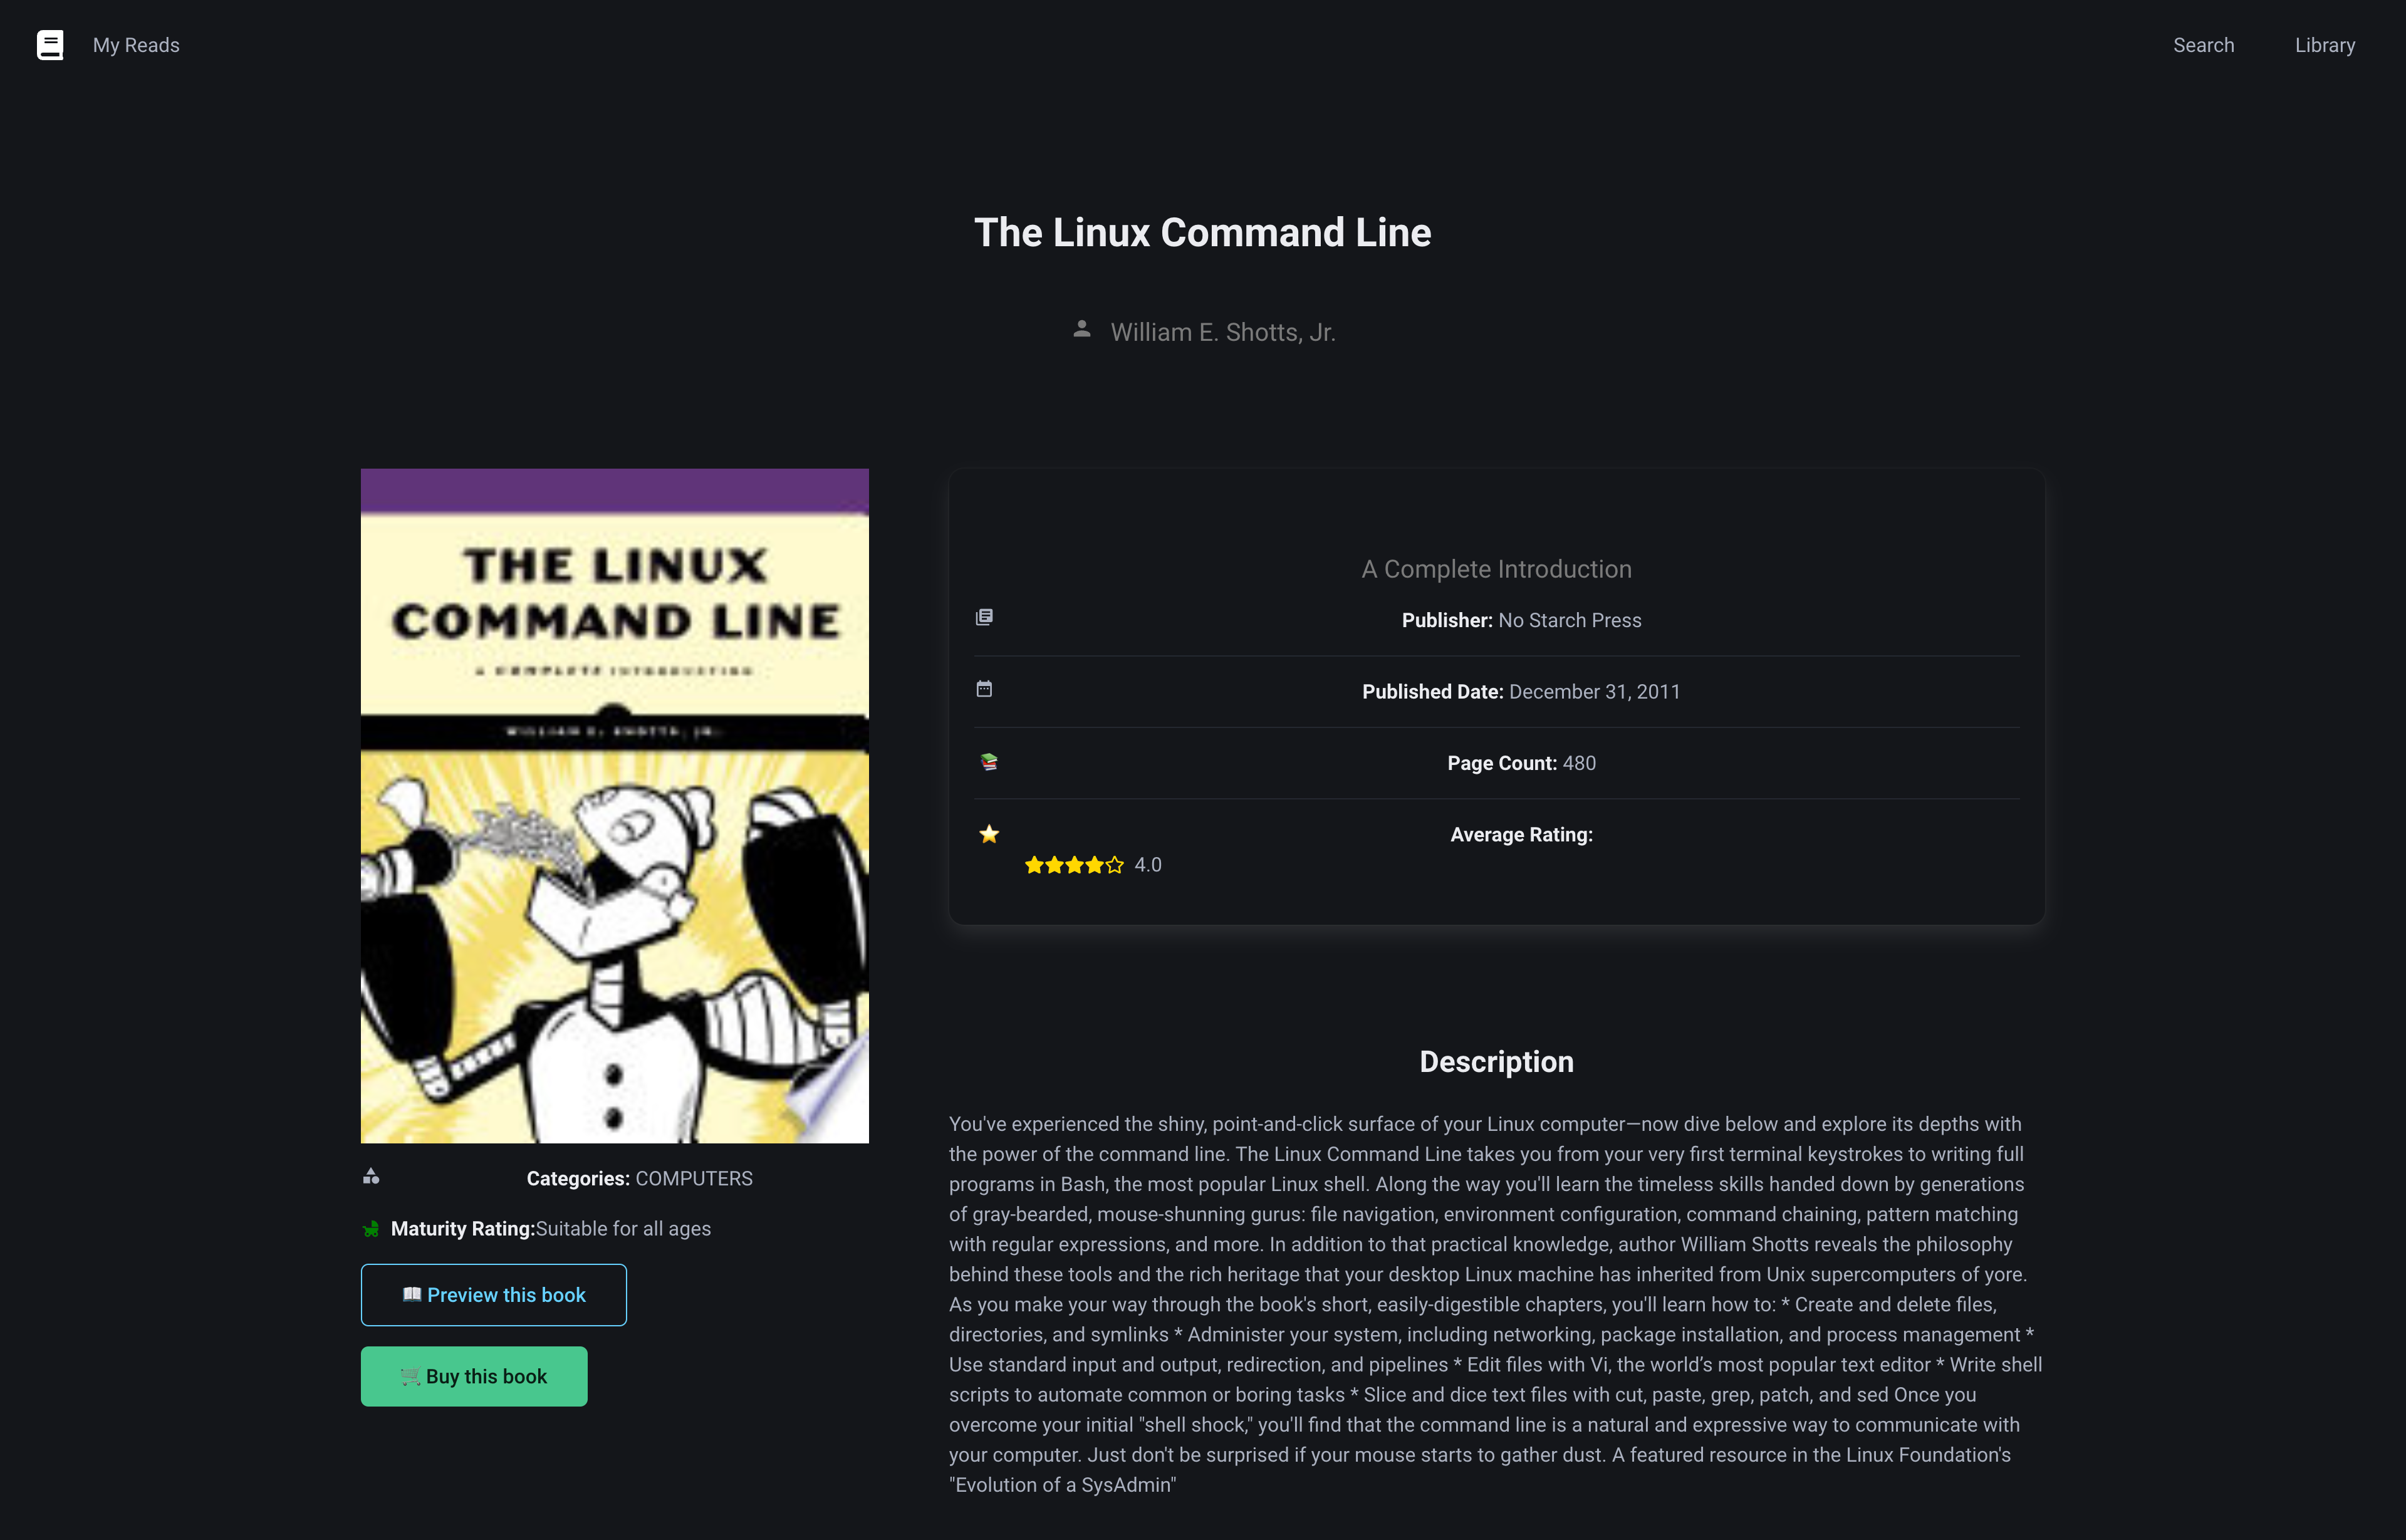 My Reads
Search
Library
The Linux Command Line
William E. Shotts, Jr.
THE LINUX
COMMAND LINE
A COMPLETE INTRODUCTION
WILLIAM E. SHOTTS, JR.
Categories: COMPUTERS
Maturity Rating:Suitable for all ages
Preview this book
Buy this book
A Complete Introduction
Publisher: No Starch Press
Published Date: December 31, 2011
Page Count: 480
Average Rating:
4.0
Description
You've experienced the shiny, point-and-click surface of your Linux computer—now dive below and explore its depths with
the power of the command line. The Linux Command Line takes you from your very first terminal keystrokes to writing full
programs in Bash, the most popular Linux shell. Along the way you'll learn the timeless skills handed down by generations
of gray-bearded, mouse-shunning gurus: file navigation, environment configuration, command chaining, pattern matching
with regular expressions, and more. In addition to that practical knowledge, author William Shotts reveals the philosophy
behind these tools and the rich heritage that your desktop Linux machine has inherited from Unix supercomputers of yore.
As you make your way through the book's short, easily-digestible chapters, you'll learn how to: * Create and delete files,
directories, and symlinks * Administer your system, including networking, package installation, and process management *
Use standard input and output, redirection, and pipelines * Edit files with Vi, the world’s most popular text editor * Write shell
scripts to automate common or boring tasks * Slice and dice text files with cut, paste, grep, patch, and sed Once you
overcome your initial "shell shock," you'll find that the command line is a natural and expressive way to communicate with
your computer. Just don't be surprised if your mouse starts to gather dust. A featured resource in the Linux Foundation's
"Evolution of a SysAdmin"